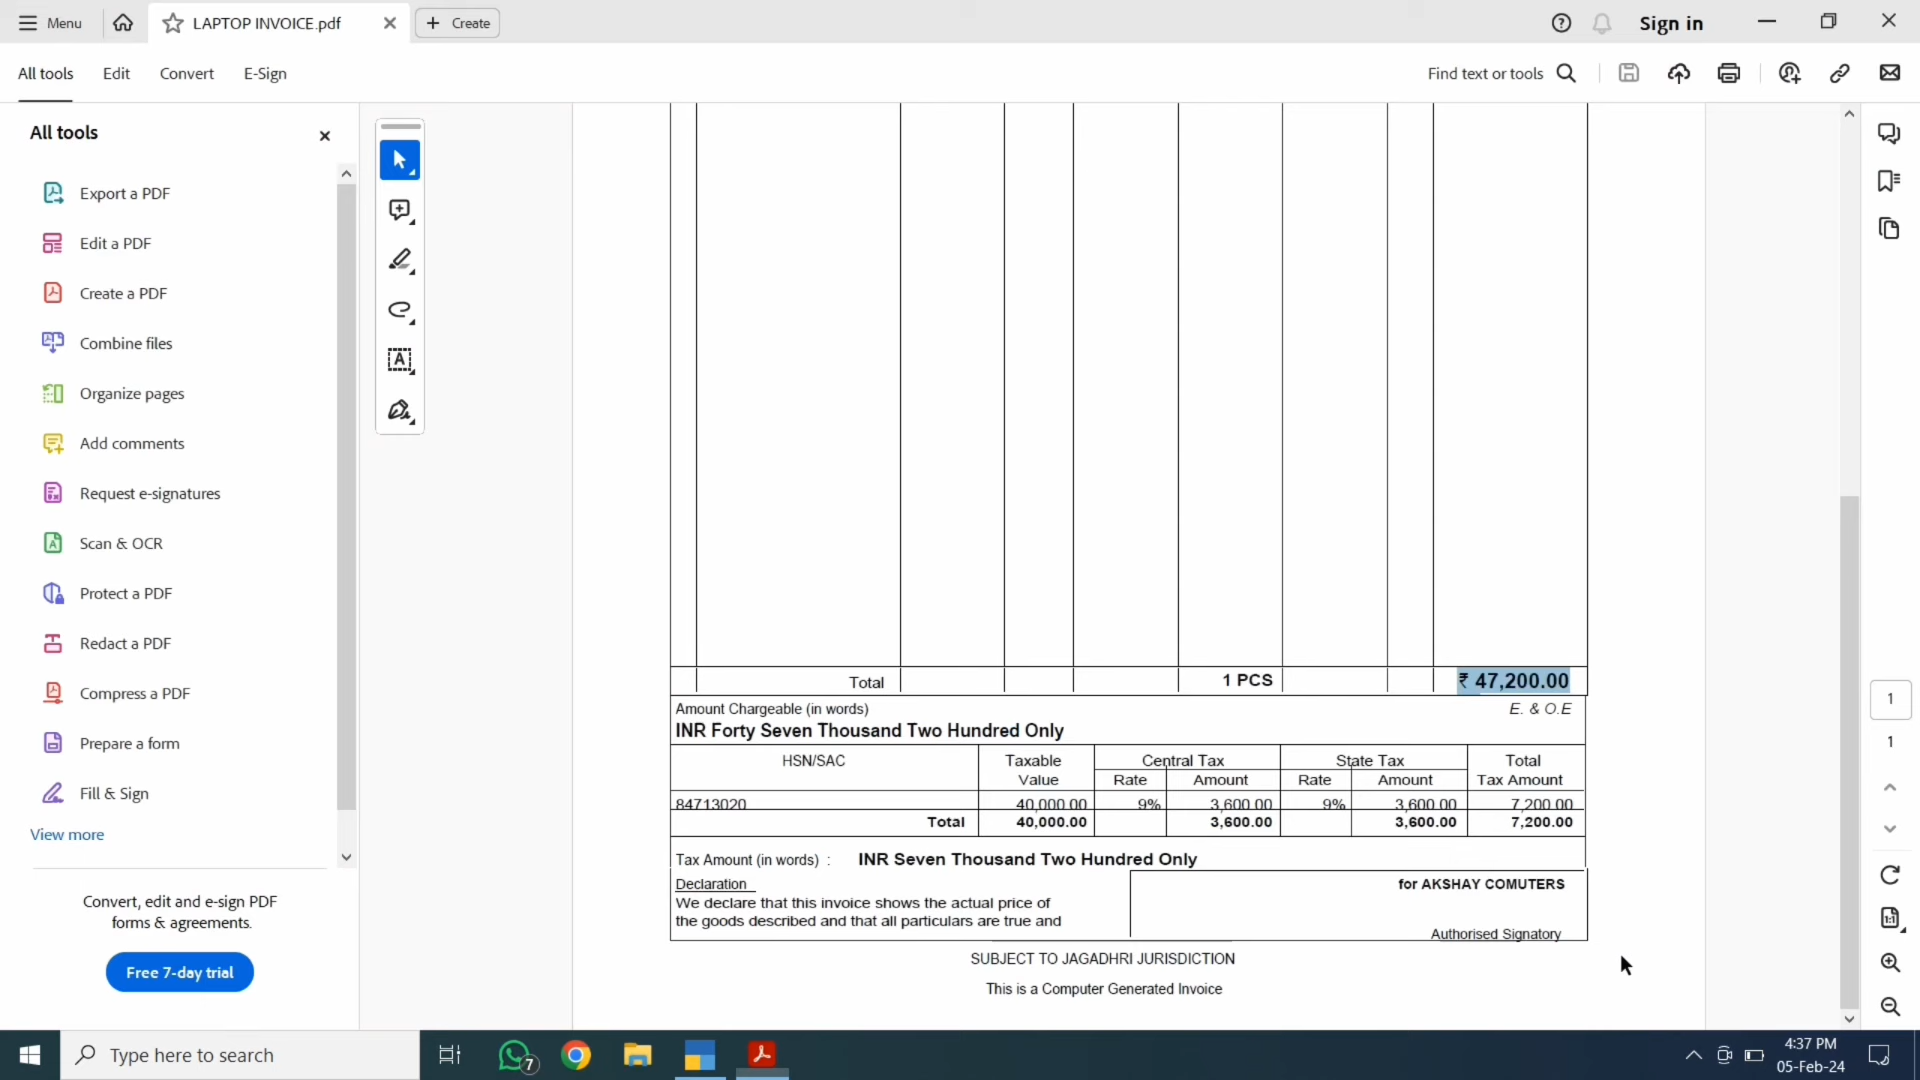 Menu
LAPTOP INVOICE.pdf
Create
Sign in
All tools
Edit
Convert
E-Sign
Find text or tools
All tools
Export a PDF
Edit a PDF
Create a PDF
Combine files
Organize pages
Add comments
Request e-signatures
Scan & OCR
Protect a PDF
Redact a PDF
Compress a PDF
Prepare a form
Fill & Sign
View more
Convert, edit and e-sign PDF
forms & agreements.
Free 7-day trial
Total 1 PCS ₹ 47,200.00
Amount Chargeable (in words) E. & O.E
INR Forty Seven Thousand Two Hundred Only
HSN/SAC Taxable Central Tax State Tax Total
Value Rate Amount Rate Amount Tax Amount
84713020 40,000.00 9% 3,600.00 9% 3,600.00 7,200.00
Total 40,000.00 3,600.00 3,600.00 7,200.00
Tax Amount (in words) : INR Seven Thousand Two Hundred Only
Declaration for AKSHAY COMUTERS
We declare that this invoice shows the actual price of
the goods described and that all particulars are true and
Authorised Signatory
SUBJECT TO JAGADHRI JURISDICTION
This is a Computer Generated Invoice
1
1
1:1
Type here to search
7
4:37 PM
05-Feb-24